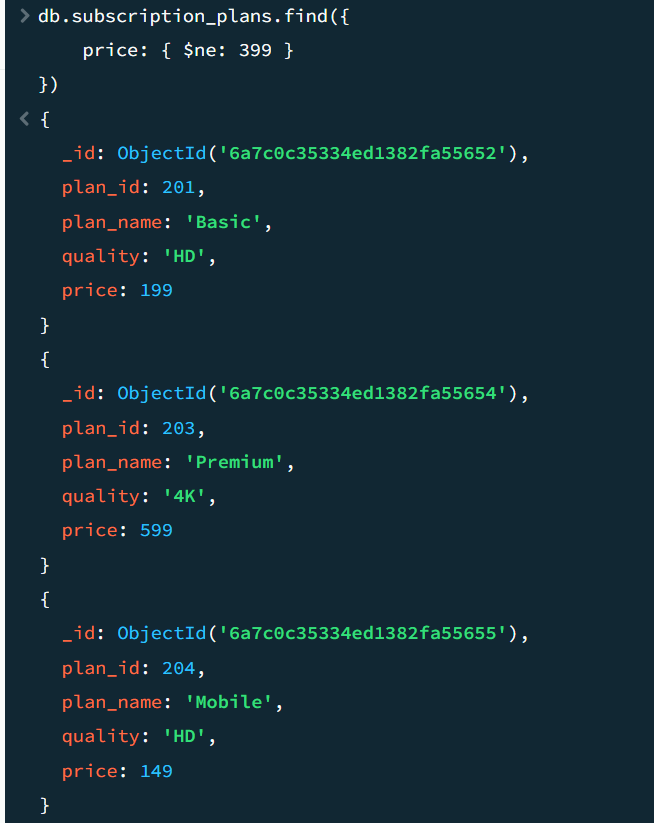 > db.subscription_plans.find({
    price: { $ne: 399 }
})
< {
  _id: ObjectId('6a7c0c35334ed1382fa55652'),
  plan_id: 201,
  plan_name: 'Basic',
  quality: 'HD',
  price: 199
}
{
  _id: ObjectId('6a7c0c35334ed1382fa55654'),
  plan_id: 203,
  plan_name: 'Premium',
  quality: '4K',
  price: 599
}
{
  _id: ObjectId('6a7c0c35334ed1382fa55655'),
  plan_id: 204,
  plan_name: 'Mobile',
  quality: 'HD',
  price: 149
}